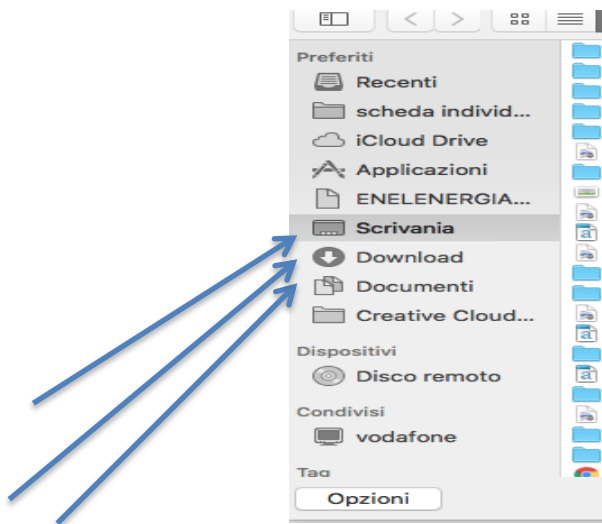 Preferiti
Recenti
scheda individ...
iCloud Drive
Applicazioni
ENELENERGIA...
Scrivania
Download
Documenti
Creative Cloud...
Dispositivi
Disco remoto
Condivisi
vodafone
Tag
Opzioni